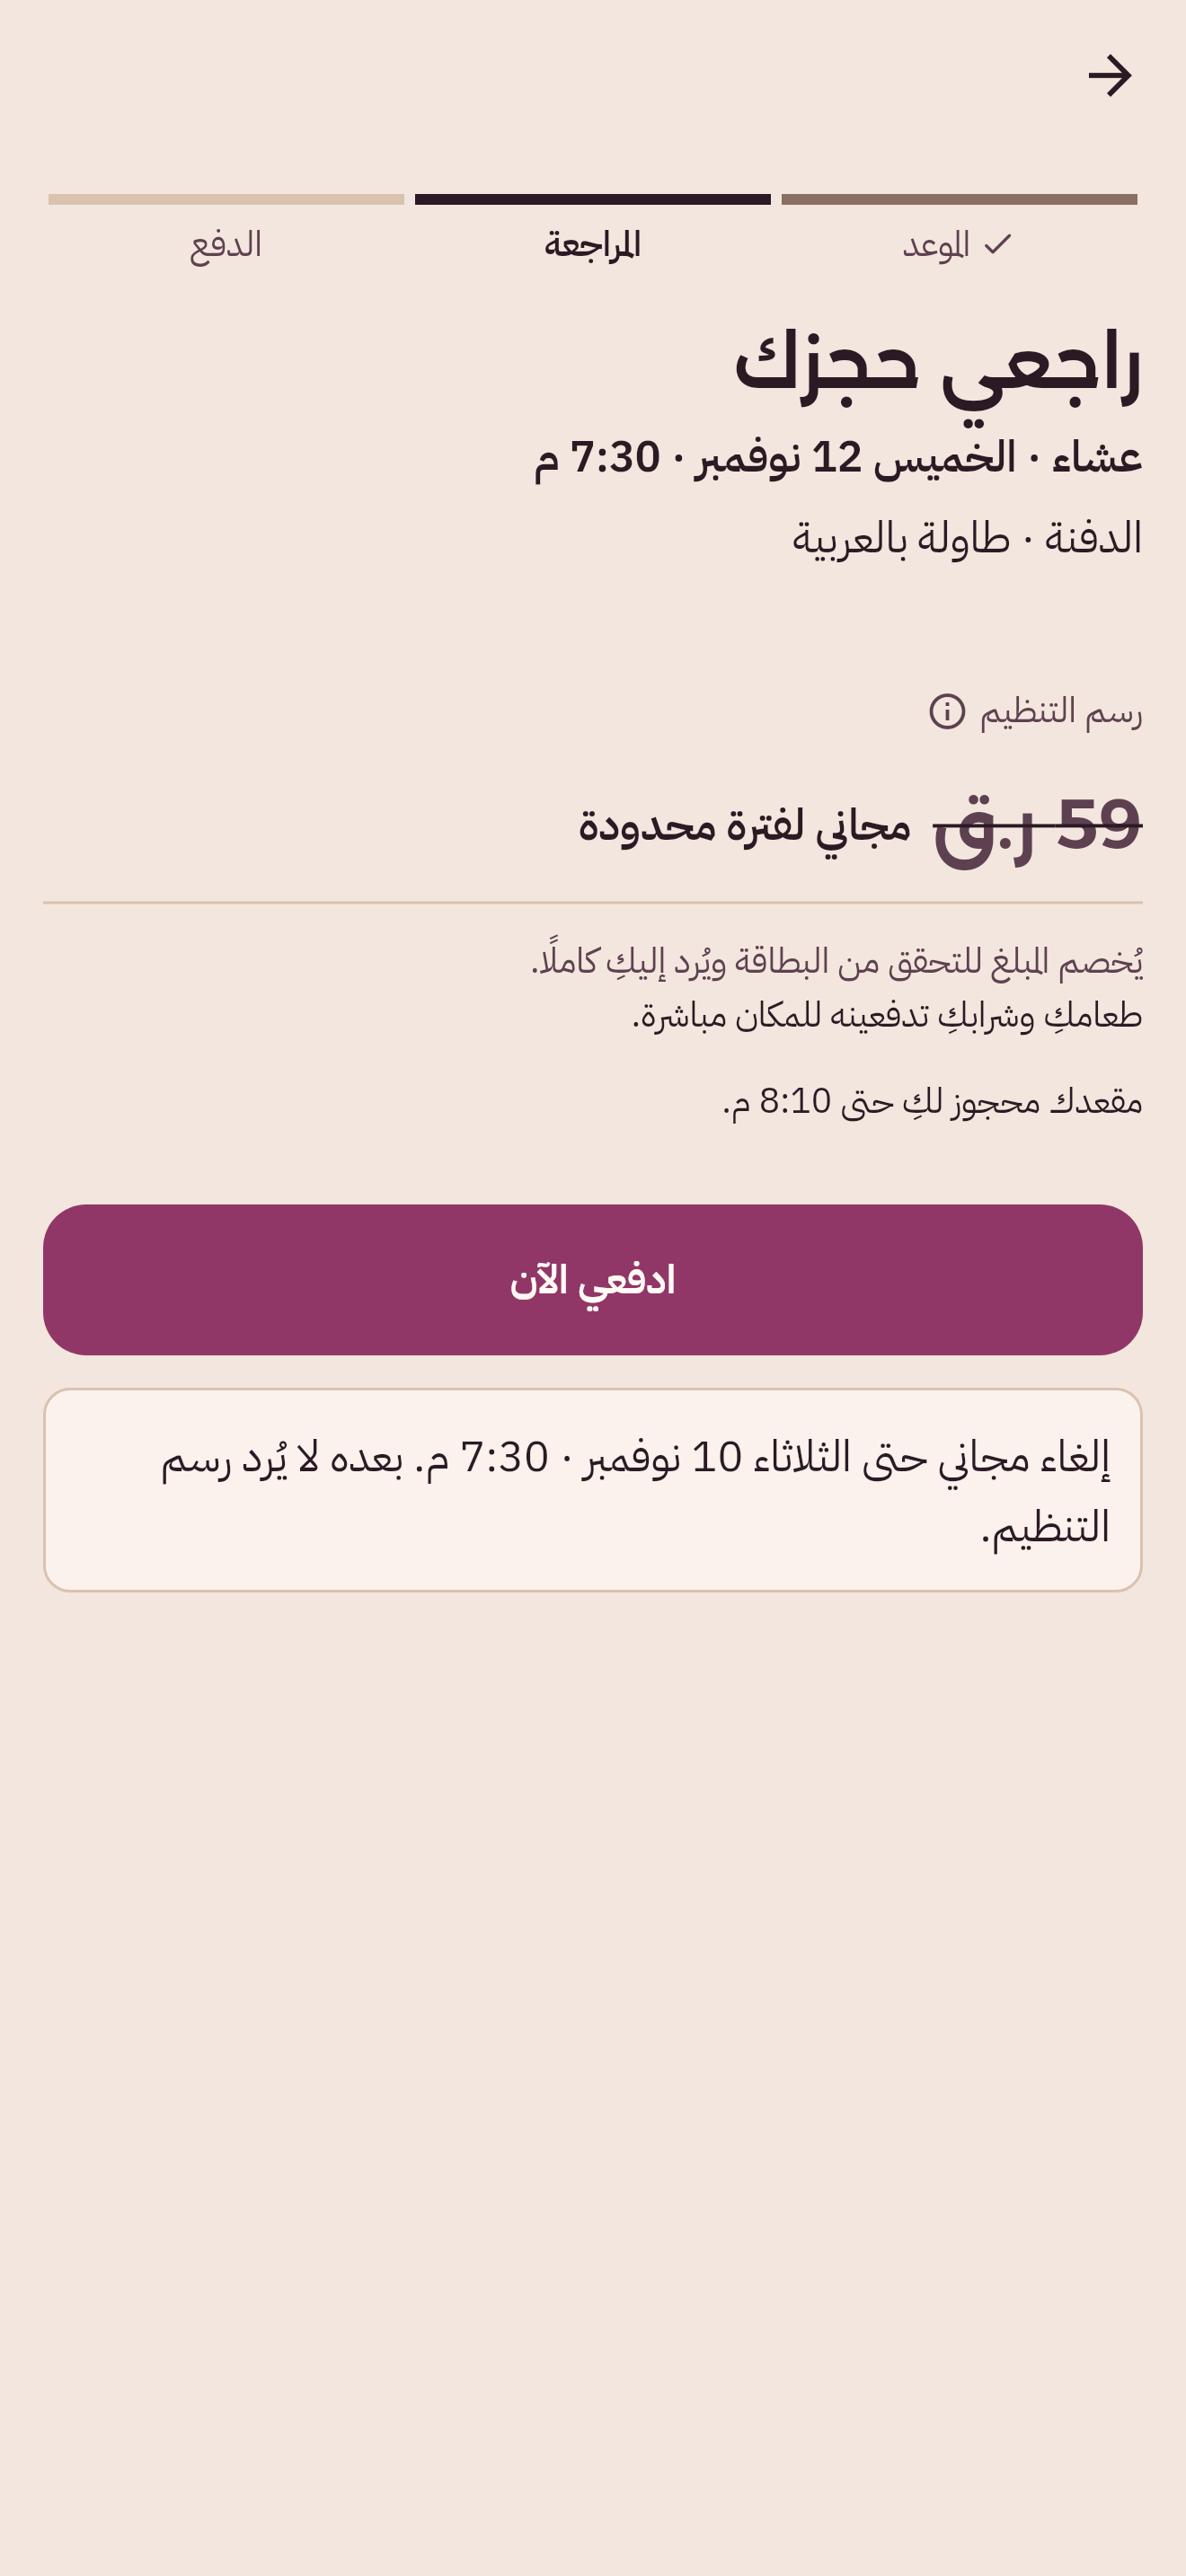 الموعد
المراجعة
الدفع
راجعي حجزك
عشاء · الخميس 12 نوفمبر · 7:30 م
الدفنة · طاولة بالعربية
رسم التنظيم
59 ر.ق مجاني لفترة محدودة
يُخصم المبلغ للتحقق من البطاقة ويُرد إليكِ كاملًا.
طعامكِ وشرابكِ تدفعينه للمكان مباشرة.
مقعدك محجوز لكِ حتى 8:10 م.
ادفعي الآن
إلغاء مجاني حتى الثلاثاء 10 نوفمبر · 7:30 م. بعده لا يُرد رسم
التنظيم.